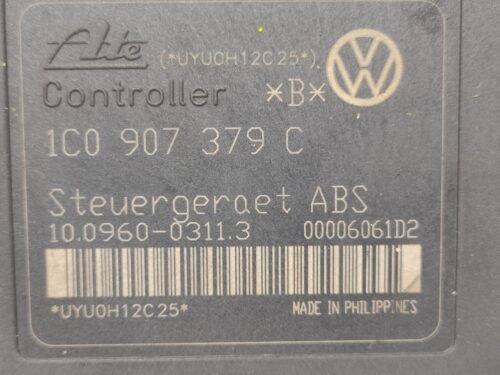 Ate (*UYU0H12C25*)
Controller *B*
1C0 907 379 C
Steuergeraet ABS
10.0960-0311.3 00006061D2
*UYU0H12C25* MADE IN PHILIPPINES